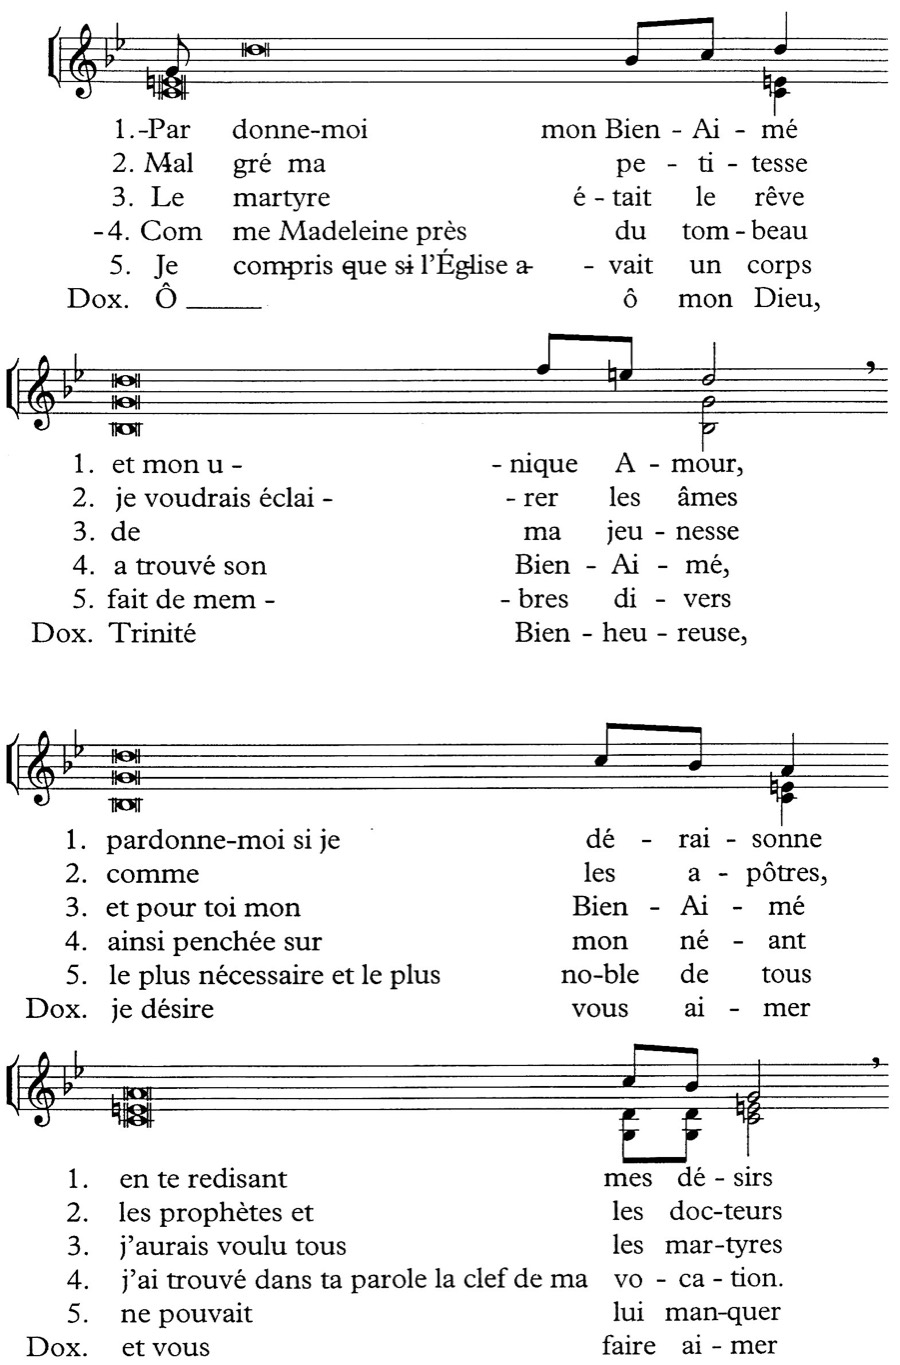 1.-Par donne-moi mon Bien - Ai - mé
2. Mal gré ma pe - ti - tesse
3. Le martyre é - tait le rêve
-4. Com me Madeleine près du tom - beau
5. Je compris que si l'Église a- - vait un corps
Dox. Ô _____ ô mon Dieu,
1. et mon u - - nique A - mour,
2. je voudrais éclai - - rer les âmes
3. de ma jeu - nesse
4. a trouvé son Bien - Ai - mé,
5. fait de mem - - bres di - vers
Dox. Trinité Bien - heu - reuse,
1. pardonne-moi si je dé - rai - sonne
2. comme les a - pôtres,
3. et pour toi mon Bien - Ai - mé
4. ainsi penchée sur mon né - ant
5. le plus nécessaire et le plus no-ble de tous
Dox. je désire vous ai - mer
1. en te redisant mes dé - sirs
2. les prophètes et les doc-teurs
3. j'aurais voulu tous les mar-tyres
4. j'ai trouvé dans ta parole la clef de ma vo - ca - tion.
5. ne pouvait lui man-quer
Dox. et vous faire ai - mer